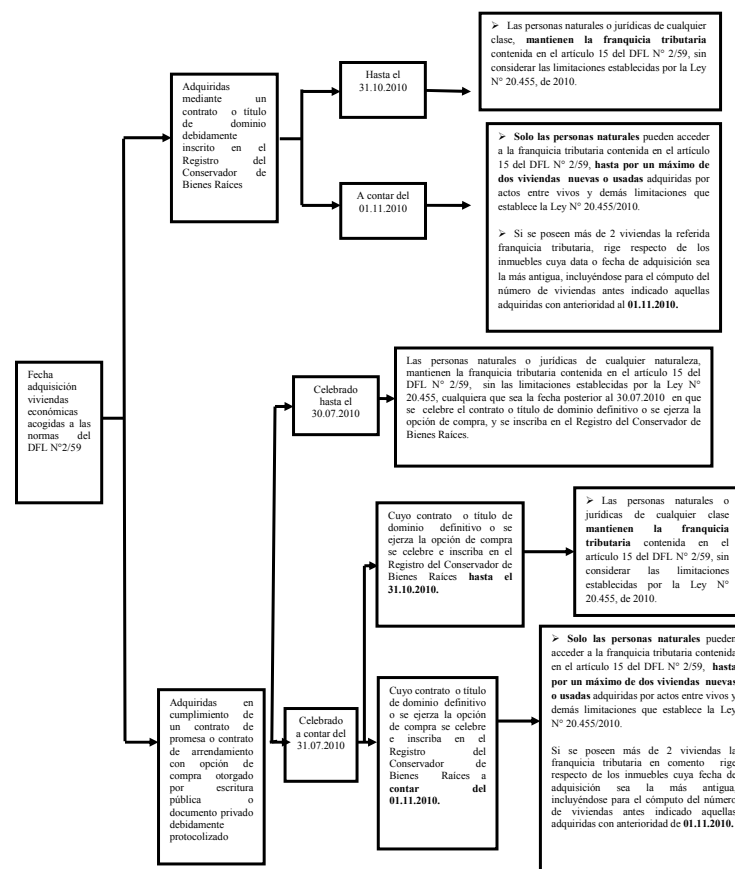 Fecha
adquisición
viviendas
económicas
acogidas a las
normas del
DFL N°2/59
Adquiridas
mediante un
contrato o título
de dominio
debidamente
inscrito en el
Registro del
Conservador de
Bienes Raíces
Hasta el
31.10.2010
➢ Las personas naturales o jurídicas de cualquier
clase, mantienen la franquicia tributaria
contenida en el artículo 15 del DFL N° 2/59, sin
considerar las limitaciones establecidas por la Ley
N° 20.455, de 2010.
A contar del
01.11.2010
➢ Solo las personas naturales pueden acceder
a la franquicia tributaria contenida en el artículo
15 del DFL N° 2/59, hasta por un máximo de
dos viviendas nuevas o usadas adquiridas por
actos entre vivos y demás limitaciones que
establece la Ley N° 20.455/2010.
➢ Si se poseen más de 2 viviendas la referida
franquicia tributaria, rige respecto de los
inmuebles cuya data o fecha de adquisición sea
la más antigua, incluyéndose para el cómputo del
número de viviendas antes indicado aquellas
adquiridas con anterioridad al 01.11.2010.
Adquiridas en
cumplimiento de
un contrato de
promesa o contrato
de arrendamiento
con opción de
compra otorgado
por escritura
pública o
documento privado
debidamente
protocolizado
Celebrado
hasta el
30.07.2010
Las personas naturales o jurídicas de cualquier naturaleza,
mantienen la franquicia tributaria contenida en el artículo 15 del
DFL N° 2/59, sin las limitaciones establecidas por la Ley N°
20.455, cualquiera que sea la fecha posterior al 30.07.2010 en que
se celebre el contrato o título de dominio definitivo o se ejerza la
opción de compra, y se inscriba en el Registro del Conservador de
Bienes Raíces.
Celebrado
a contar del
31.07.2010
Cuyo contrato o título de
dominio definitivo o se
ejerza la opción de compra
se celebre e inscriba en el
Registro del Conservador de
Bienes Raíces hasta el
31.10.2010.
➢ Las personas naturales o
jurídicas de cualquier clase
mantienen la franquicia
tributaria contenida en el
artículo 15 del DFL N° 2/59, sin
considerar las limitaciones
establecidas por la Ley N°
20.455, de 2010.
Cuyo contrato o título
de dominio definitivo
o se ejerza la opción
de compra se celebre
e inscriba en el
Registro del
Conservador de
Bienes Raíces a
contar del
01.11.2010.
➢ Solo las personas naturales pueden
acceder a la franquicia tributaria contenida
en el artículo 15 del DFL N° 2/59, hasta
por un máximo de dos viviendas nuevas
o usadas adquiridas por actos entre vivos y
demás limitaciones que establece la Ley
N° 20.455/2010.
Si se poseen más de 2 viviendas la
franquicia tributaria en comento rige
respecto de los inmuebles cuya fecha de
adquisición sea la más antigua,
incluyéndose para el cómputo del número
de viviendas antes indicado aquellas
adquiridas con anterioridad de 01.11.2010.